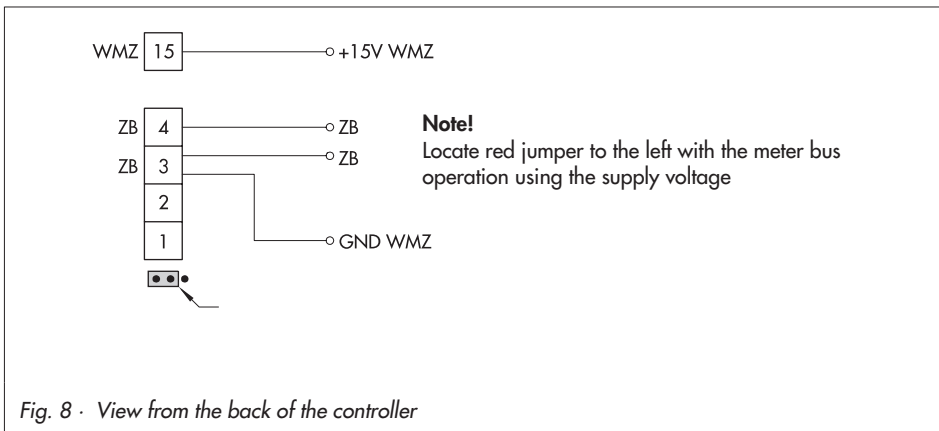 WMZ 15 +15V WMZ
ZB 4 ZB
ZB 3 ZB
2
1 GND WMZ
Note!
Locate red jumper to the left with the meter bus
operation using the supply voltage
Fig. 8 · View from the back of the controller